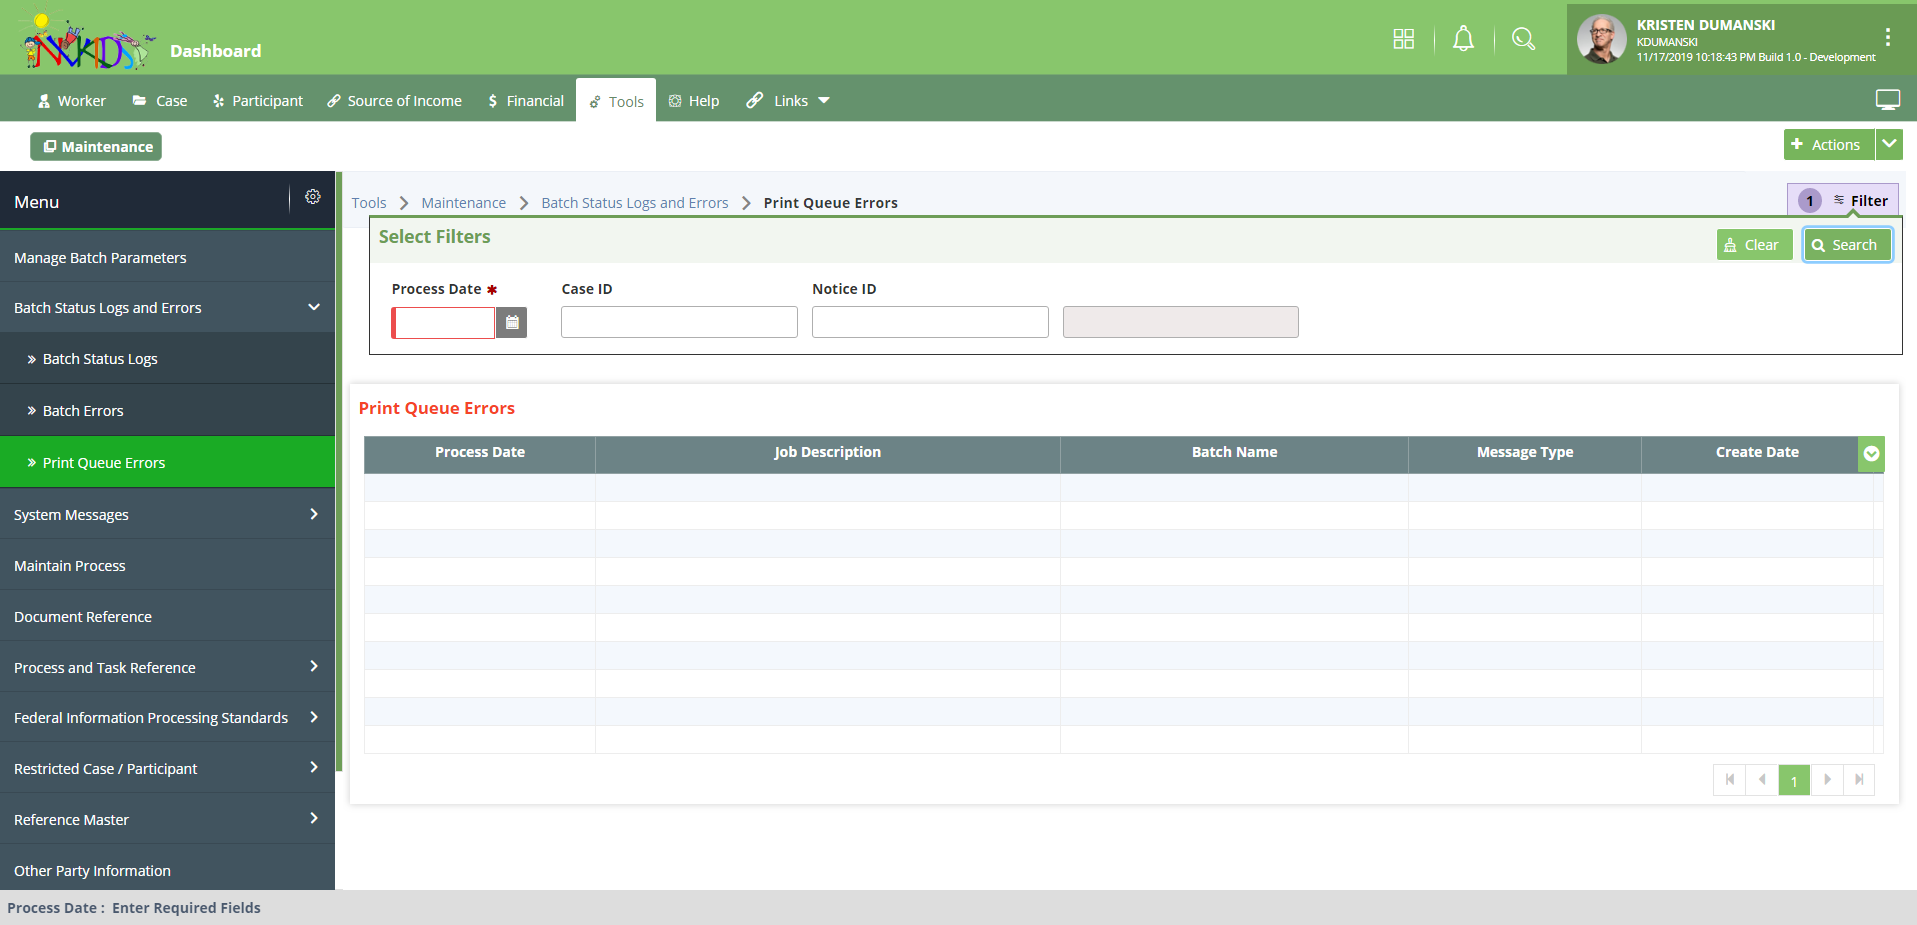 NVKIDS
Dashboard
KRISTEN DUMANSKI
KDUMANSKI
11/17/2019 10:18:43 PM Build 1.0 - Development
Worker
Case
Participant
Source of Income
$ Financial
Tools
Help
Links
Maintenance
+ Actions
Menu
Tools > Maintenance > Batch Status Logs and Errors > Print Queue Errors
1 Filter
Select Filters
Clear
Search
Process Date *
Case ID
Notice ID
Manage Batch Parameters
Batch Status Logs and Errors
» Batch Status Logs
» Batch Errors
» Print Queue Errors
System Messages
Maintain Process
Document Reference
Process and Task Reference
Federal Information Processing Standards
Restricted Case / Participant
Reference Master
Other Party Information
Print Queue Errors
Process Date
Job Description
Batch Name
Message Type
Create Date
1
Process Date : Enter Required Fields